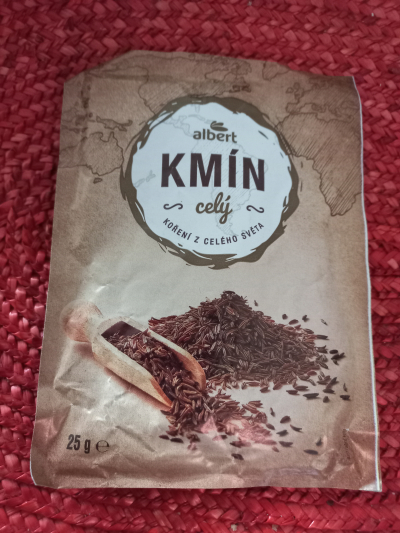 albert
KMÍN
celý
KOŘENÍ Z CELÉHO SVĚTA
25 g ℮